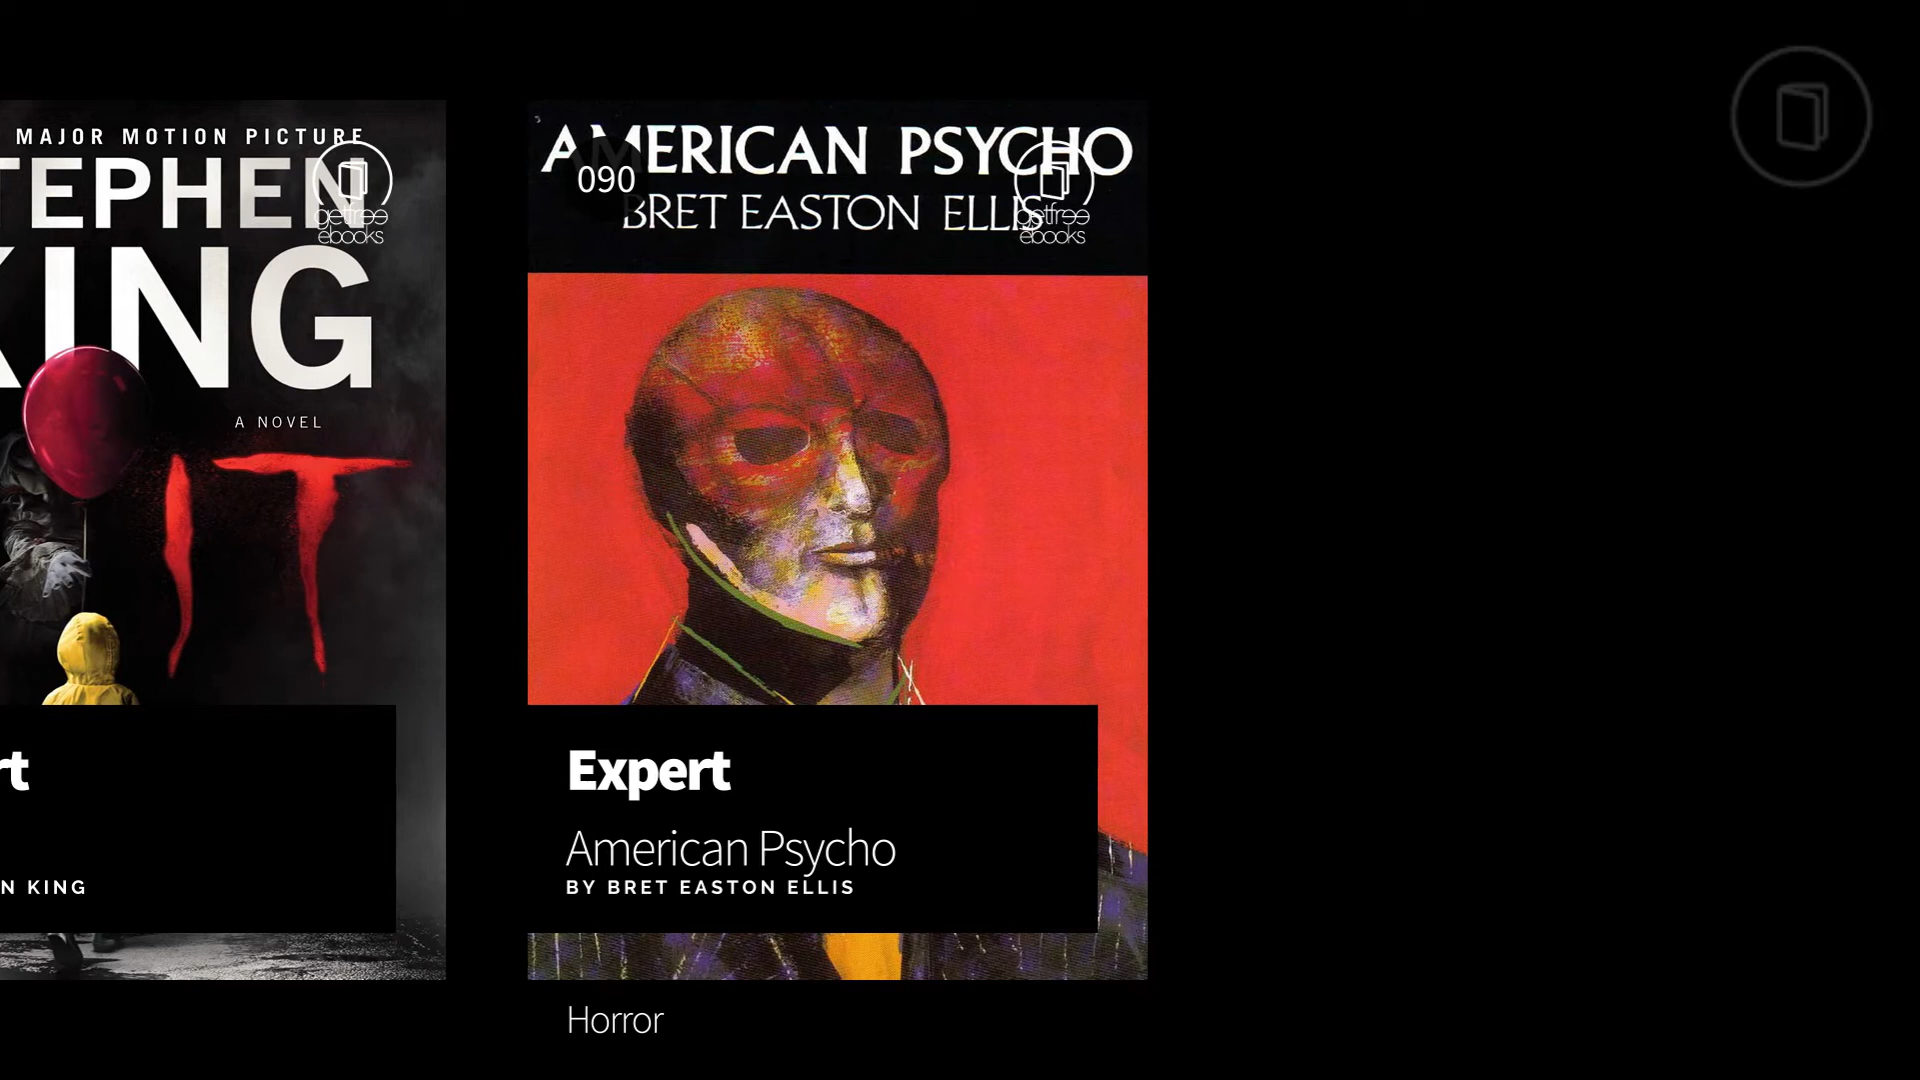 MAJOR MOTION PICTURE
TEPHEN
KING
A NOVEL
IT
getfree
ebooks
rt
N KING
AMERICAN PSYCHO
090
BRET EASTON ELLIS
getfree
ebooks
Expert
American Psycho
BY BRET EASTON ELLIS
Horror